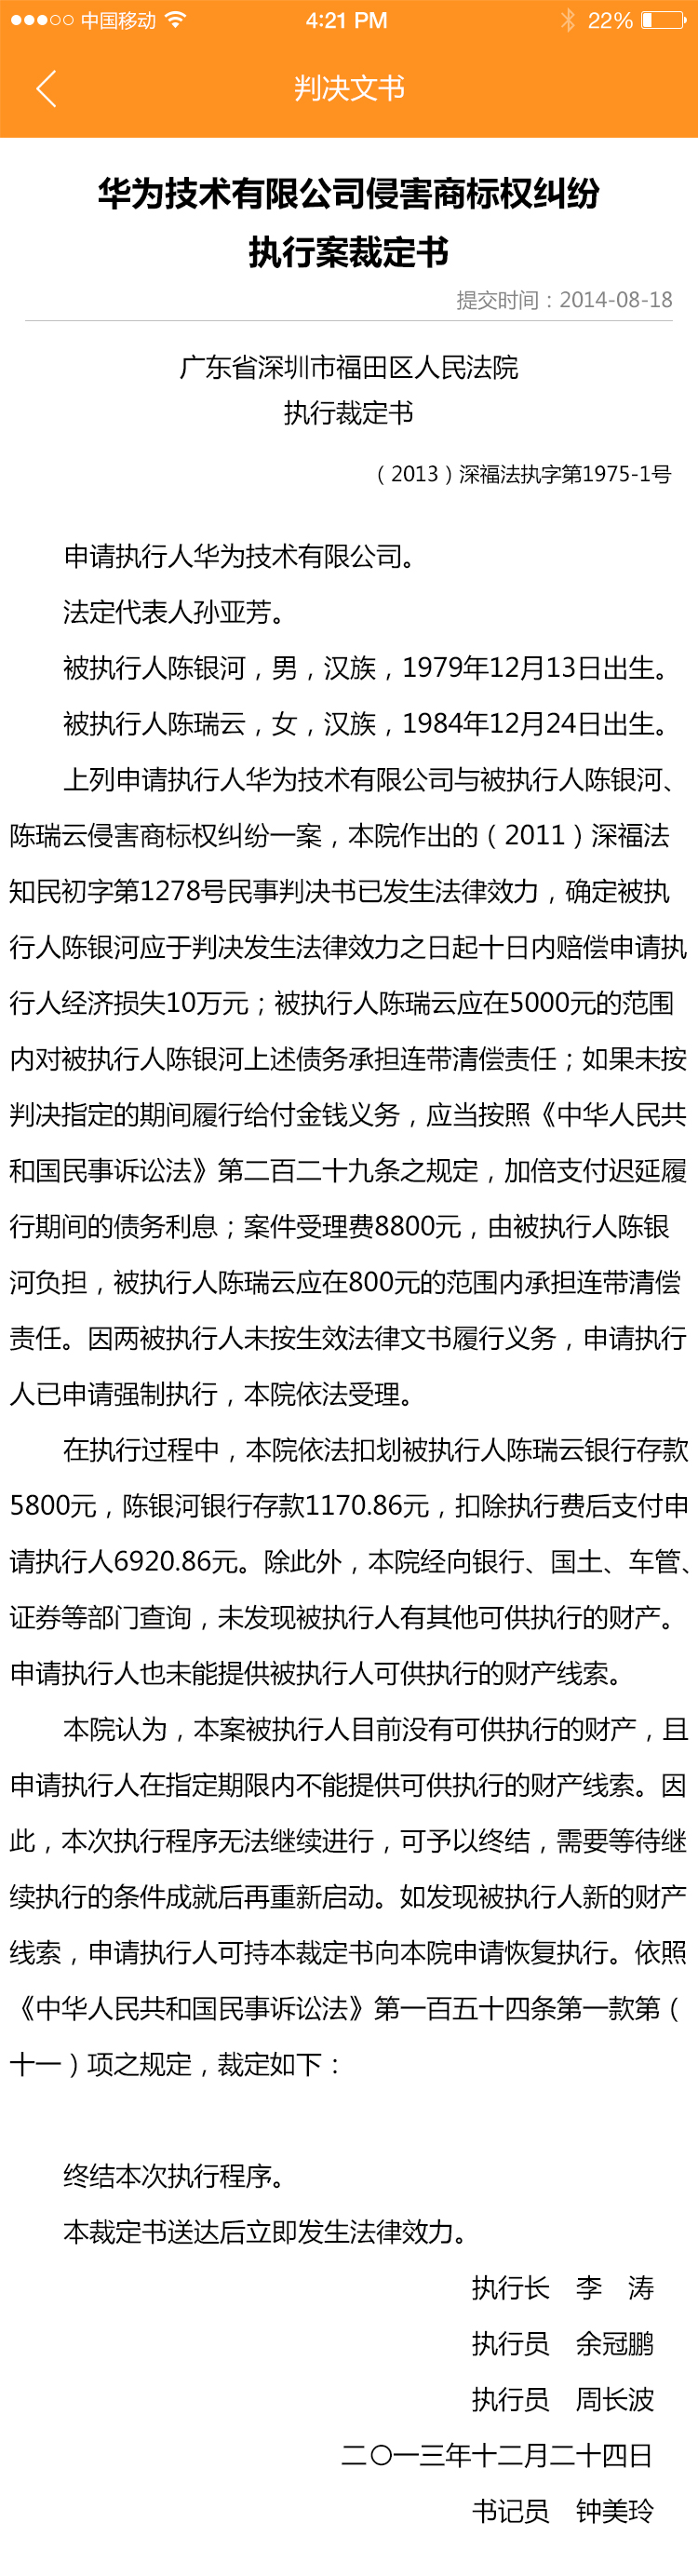 中国移动 4:21 PM 22%
判决文书
华为技术有限公司侵害商标权纠纷
执行案裁定书
提交时间：2014-08-18
广东省深圳市福田区人民法院
执行裁定书
（2013）深福法执字第1975-1号
申请执行人华为技术有限公司。
法定代表人孙亚芳。
被执行人陈银河，男，汉族，1979年12月13日出生。
被执行人陈瑞云，女，汉族，1984年12月24日出生。
上列申请执行人华为技术有限公司与被执行人陈银河、
陈瑞云侵害商标权纠纷一案，本院作出的（2011）深福法
知民初字第1278号民事判决书已发生法律效力，确定被执
行人陈银河应于判决发生法律效力之日起十日内赔偿申请执
行人经济损失10万元；被执行人陈瑞云应在5000元的范围
内对被执行人陈银河上述债务承担连带清偿责任；如果未按
判决指定的期间履行给付金钱义务，应当按照《中华人民共
和国民事诉讼法》第二百二十九条之规定，加倍支付迟延履
行期间的债务利息；案件受理费8800元，由被执行人陈银
河负担，被执行人陈瑞云应在800元的范围内承担连带清偿
责任。因两被执行人未按生效法律文书履行义务，申请执行
人已申请强制执行，本院依法受理。
在执行过程中，本院依法扣划被执行人陈瑞云银行存款
5800元，陈银河银行存款1170.86元，扣除执行费后支付申
请执行人6920.86元。除此外，本院经向银行、国土、车管、
证券等部门查询，未发现被执行人有其他可供执行的财产。
申请执行人也未能提供被执行人可供执行的财产线索。
本院认为，本案被执行人目前没有可供执行的财产，且
申请执行人在指定期限内不能提供可供执行的财产线索。因
此，本次执行程序无法继续进行，可予以终结，需要等待继
续执行的条件成就后再重新启动。如发现被执行人新的财产
线索，申请执行人可持本裁定书向本院申请恢复执行。依照
《中华人民共和国民事诉讼法》第一百五十四条第一款第（
十一）项之规定，裁定如下：
终结本次执行程序。
本裁定书送达后立即发生法律效力。
执行长 李 涛
执行员 余冠鹏
执行员 周长波
二〇一三年十二月二十四日
书记员 钟美玲